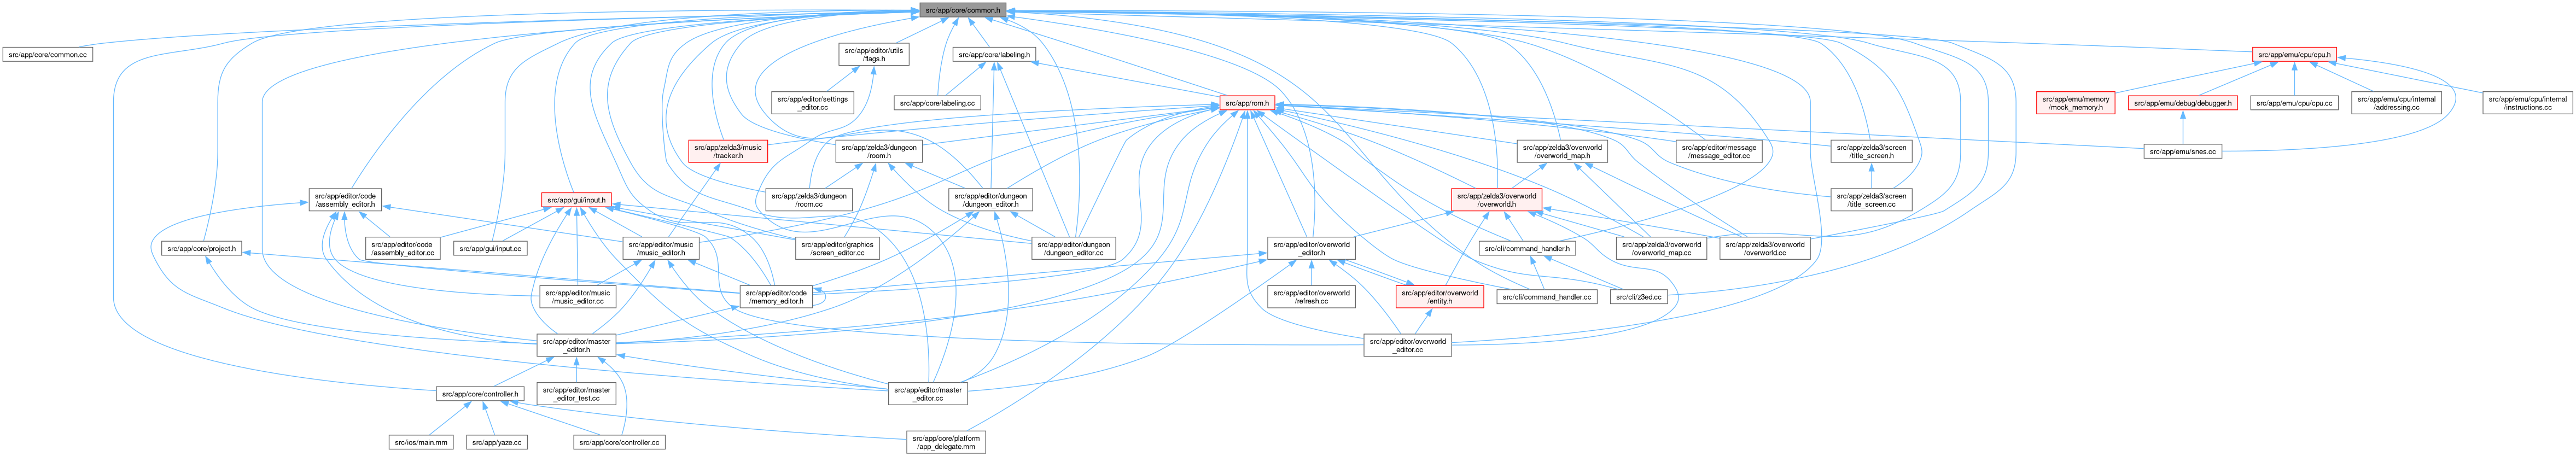 src/app/core/common.h
src/app/core/common.cc
src/app/editor/utils
/flags.h
src/app/core/labeling.h
src/app/emu/cpu/cpu.h
src/app/editor/settings
_editor.cc
src/app/core/labeling.cc
src/app/rom.h
src/app/emu/memory
/mock_memory.h
src/app/emu/debug/debugger.h
src/app/emu/cpu/cpu.cc
src/app/emu/cpu/internal
/addressing.cc
src/app/emu/cpu/internal
/instructions.cc
src/app/zelda3/music
/tracker.h
src/app/zelda3/dungeon
/room.h
src/app/zelda3/overworld
/overworld_map.h
src/app/editor/message
/message_editor.cc
src/app/zelda3/screen
/title_screen.h
src/app/emu/snes.cc
src/app/editor/code
/assembly_editor.h
src/app/gui/input.h
src/app/zelda3/dungeon
/room.cc
src/app/editor/dungeon
/dungeon_editor.h
src/app/zelda3/overworld
/overworld.h
src/app/zelda3/screen
/title_screen.cc
src/app/core/project.h
src/app/editor/code
/assembly_editor.cc
src/app/gui/input.cc
src/app/editor/music
/music_editor.h
src/app/editor/graphics
/screen_editor.cc
src/app/editor/dungeon
/dungeon_editor.cc
src/app/editor/overworld
_editor.h
src/cli/command_handler.h
src/app/zelda3/overworld
/overworld_map.cc
src/app/zelda3/overworld
/overworld.cc
src/app/editor/music
/music_editor.cc
src/app/editor/code
/memory_editor.h
src/app/editor/overworld
/refresh.cc
src/app/editor/overworld
/entity.h
src/cli/command_handler.cc
src/cli/z3ed.cc
src/app/editor/master
_editor.h
src/app/editor/overworld
_editor.cc
src/app/core/controller.h
src/app/editor/master
_editor_test.cc
src/app/editor/master
_editor.cc
src/ios/main.mm
src/app/yaze.cc
src/app/core/controller.cc
src/app/core/platform
/app_delegate.mm